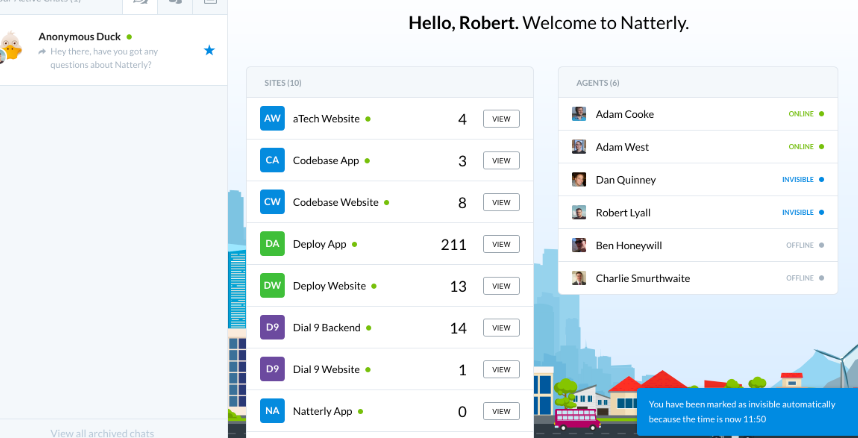 Anonymous Duck
Hey there, have you got any
questions about Natterly?
View all archived chats
Hello, Robert. Welcome to Natterly.
SITES (10)
AW aTech Website 4 VIEW
CA Codebase App 3 VIEW
CW Codebase Website 8 VIEW
DA Deploy App 211 VIEW
DW Deploy Website 13 VIEW
D9 Dial 9 Backend 14 VIEW
D9 Dial 9 Website 1 VIEW
NA Natterly App 0 VIEW
AGENTS (6)
Adam Cooke ONLINE
Adam West ONLINE
Dan Quinney INVISIBLE
Robert Lyall INVISIBLE
Ben Honeywill OFFLINE
Charlie Smurthwaite OFFLINE
You have been marked as invisible automatically
because the time is now 11:50